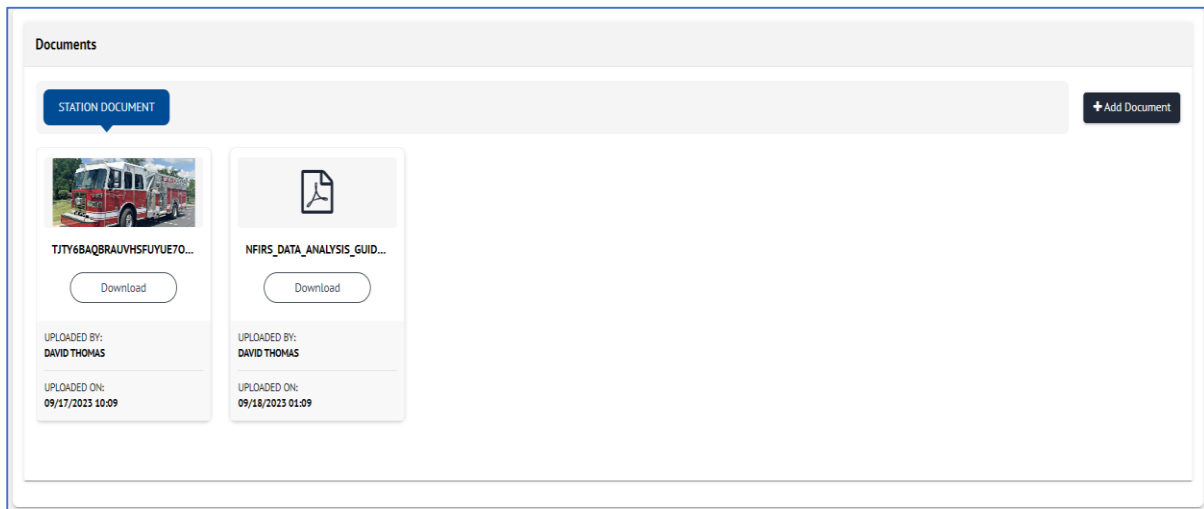 Documents
STATION DOCUMENT
+ Add Document
TJTY6BAQBRAUVHSFUYUE7O...
Download
UPLOADED BY:
DAVID THOMAS
UPLOADED ON:
09/17/2023 10:09
NFIRS_DATA_ANALYSIS_GUID...
Download
UPLOADED BY:
DAVID THOMAS
UPLOADED ON:
09/18/2023 01:09